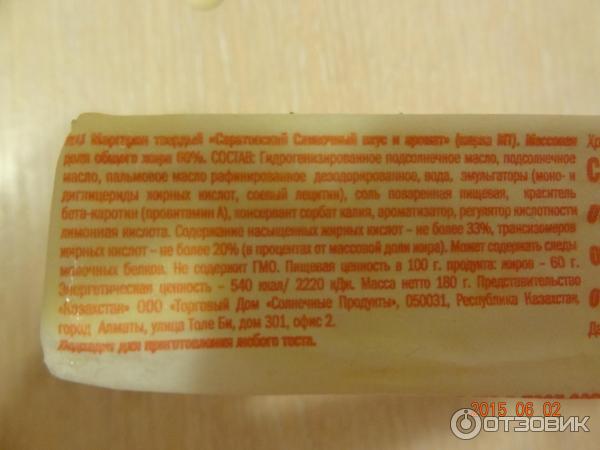 RU Маргарин твердый «Саратовский Сливочный вкус и аромат» (марка МТ). Массовая
доля общего жира 60%. СОСТАВ: Гидрогенизированное подсолнечное масло, подсолнечное
масло, пальмовое масло рафинированное дезодорированное, вода, эмульгаторы (моно- и
диглицериды жирных кислот, соевый лецитин), соль поваренная пищевая, краситель
бета-каротин (провитамин А), консервант сорбат калия, ароматизатор, регулятор кислотности
лимонная кислота. Содержание насыщенных жирных кислот – не более 33%, трансизомеров
жирных кислот – не более 20% (в процентах от массовой доли жира). Может содержать следы
молочных белков. Не содержит ГМО. Пищевая ценность в 100 г. продукта: жиров – 60 г.
Энергетическая ценность – 540 ккал/ 2220 кДж. Масса нетто 180 г. Представительство
«Казахстан» ООО «Торговый Дом «Солнечные Продукты», 050031, Республика Казахстан,
город Алматы, улица Толе Би, дом 301, офис 2.
Подходит для приготовления любого теста.
2015 06 02
ОТЗОВИК